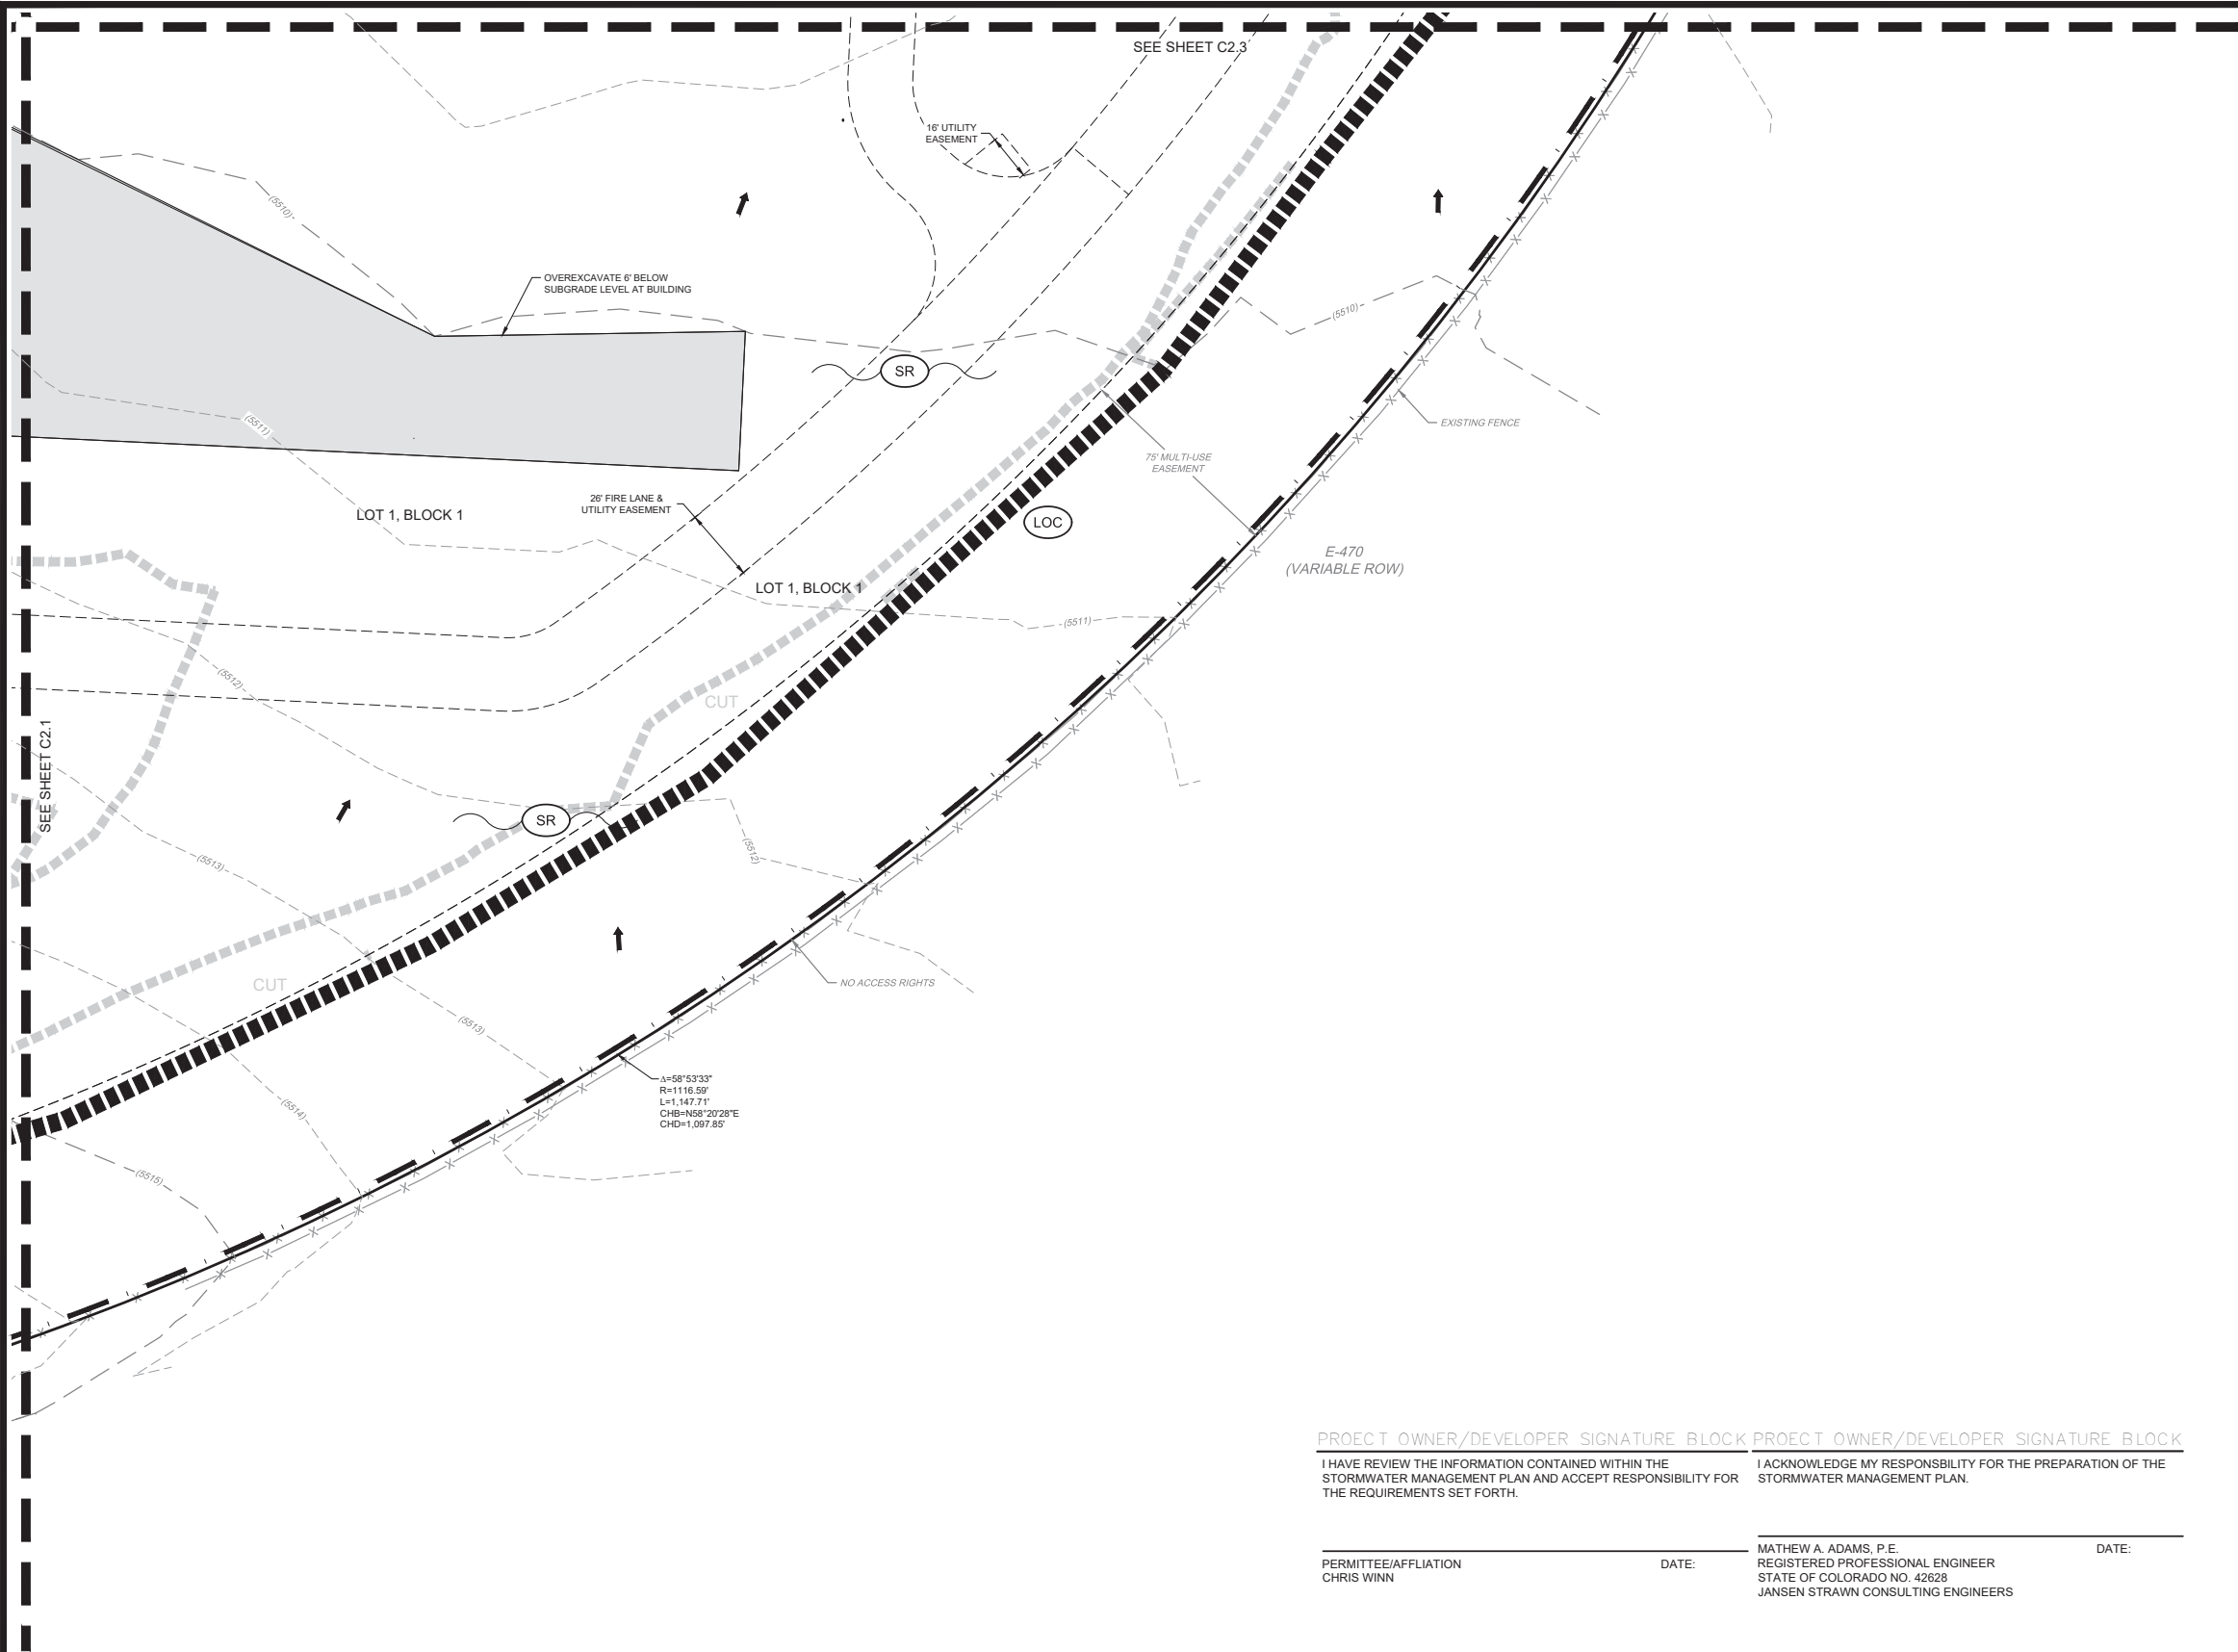 SEE SHEET C2.3
16' UTILITY
EASEMENT
(5510)
OVEREXCAVATE 6' BELOW
SUBGRADE LEVEL AT BUILDING
(5510)
SR
(5511)
EXISTING FENCE
75' MULTI-USE
EASEMENT
26' FIRE LANE &
UTILITY EASEMENT
LOT 1, BLOCK 1
LOC
E-470
(VARIABLE ROW)
LOT 1, BLOCK 1
(5511)
(5512)
CUT
SEE SHEET C2.1
SR
(5512)
(5513)
CUT
NO ACCESS RIGHTS
(5513)
Δ=58°53'33"
R=1116.59'
L=1,147.71'
CHB=N58°20'28"E
CHD=1,097.85'
(5514)
(5515)
PROECT OWNER/DEVELOPER SIGNATURE BLOCK
I HAVE REVIEW THE INFORMATION CONTAINED WITHIN THE
STORMWATER MANAGEMENT PLAN AND ACCEPT RESPONSIBILITY FOR
THE REQUIREMENTS SET FORTH.
PERMITTEE/AFFLIATION DATE:
CHRIS WINN
PROECT OWNER/DEVELOPER SIGNATURE BLOCK
I ACKNOWLEDGE MY RESPONSBILITY FOR THE PREPARATION OF THE
STORMWATER MANAGEMENT PLAN.
MATHEW A. ADAMS, P.E. DATE:
REGISTERED PROFESSIONAL ENGINEER
STATE OF COLORADO NO. 42628
JANSEN STRAWN CONSULTING ENGINEERS